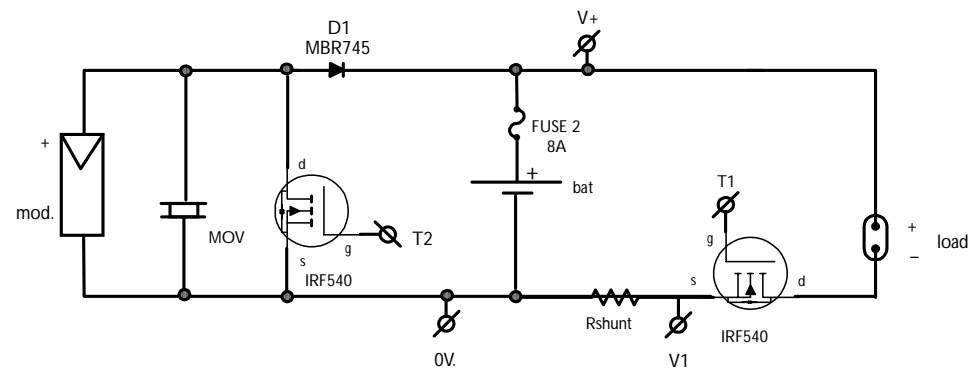 D1
MBR745
V+
+
mod.
MOV
d
g
s
T2
IRF540
FUSE 2
8A
+
bat
T1
g
s
d
IRF540
+
–
load
Rshunt
0V.
V1